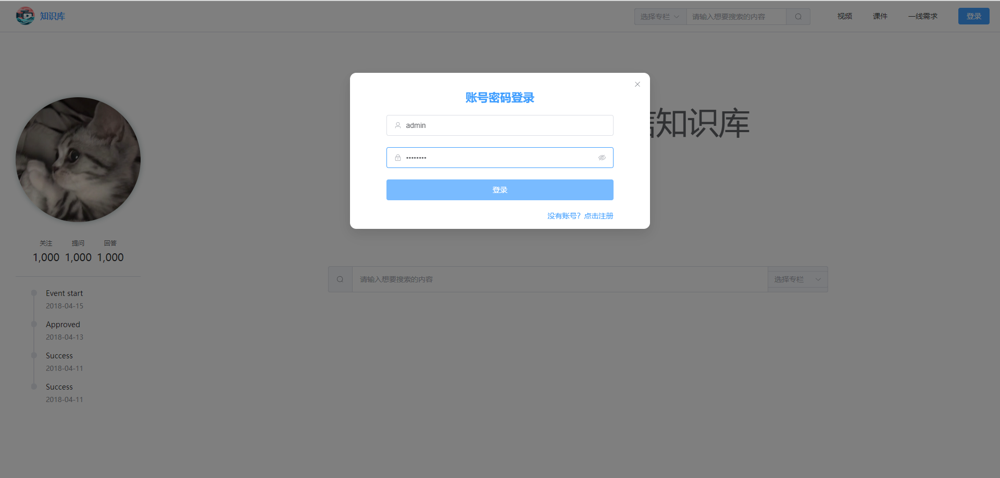 知识库
选择专栏
请输入想要搜索的内容
视频
课件
一线需求
登录
账号密码登录
admin
••••••••
登录
没有账号？点击注册
知识库
关注 提问 回答
1,000 1,000 1,000
请输入想要搜索的内容
选择专栏
Event start
2018-04-15
Approved
2018-04-13
Success
2018-04-11
Success
2018-04-11